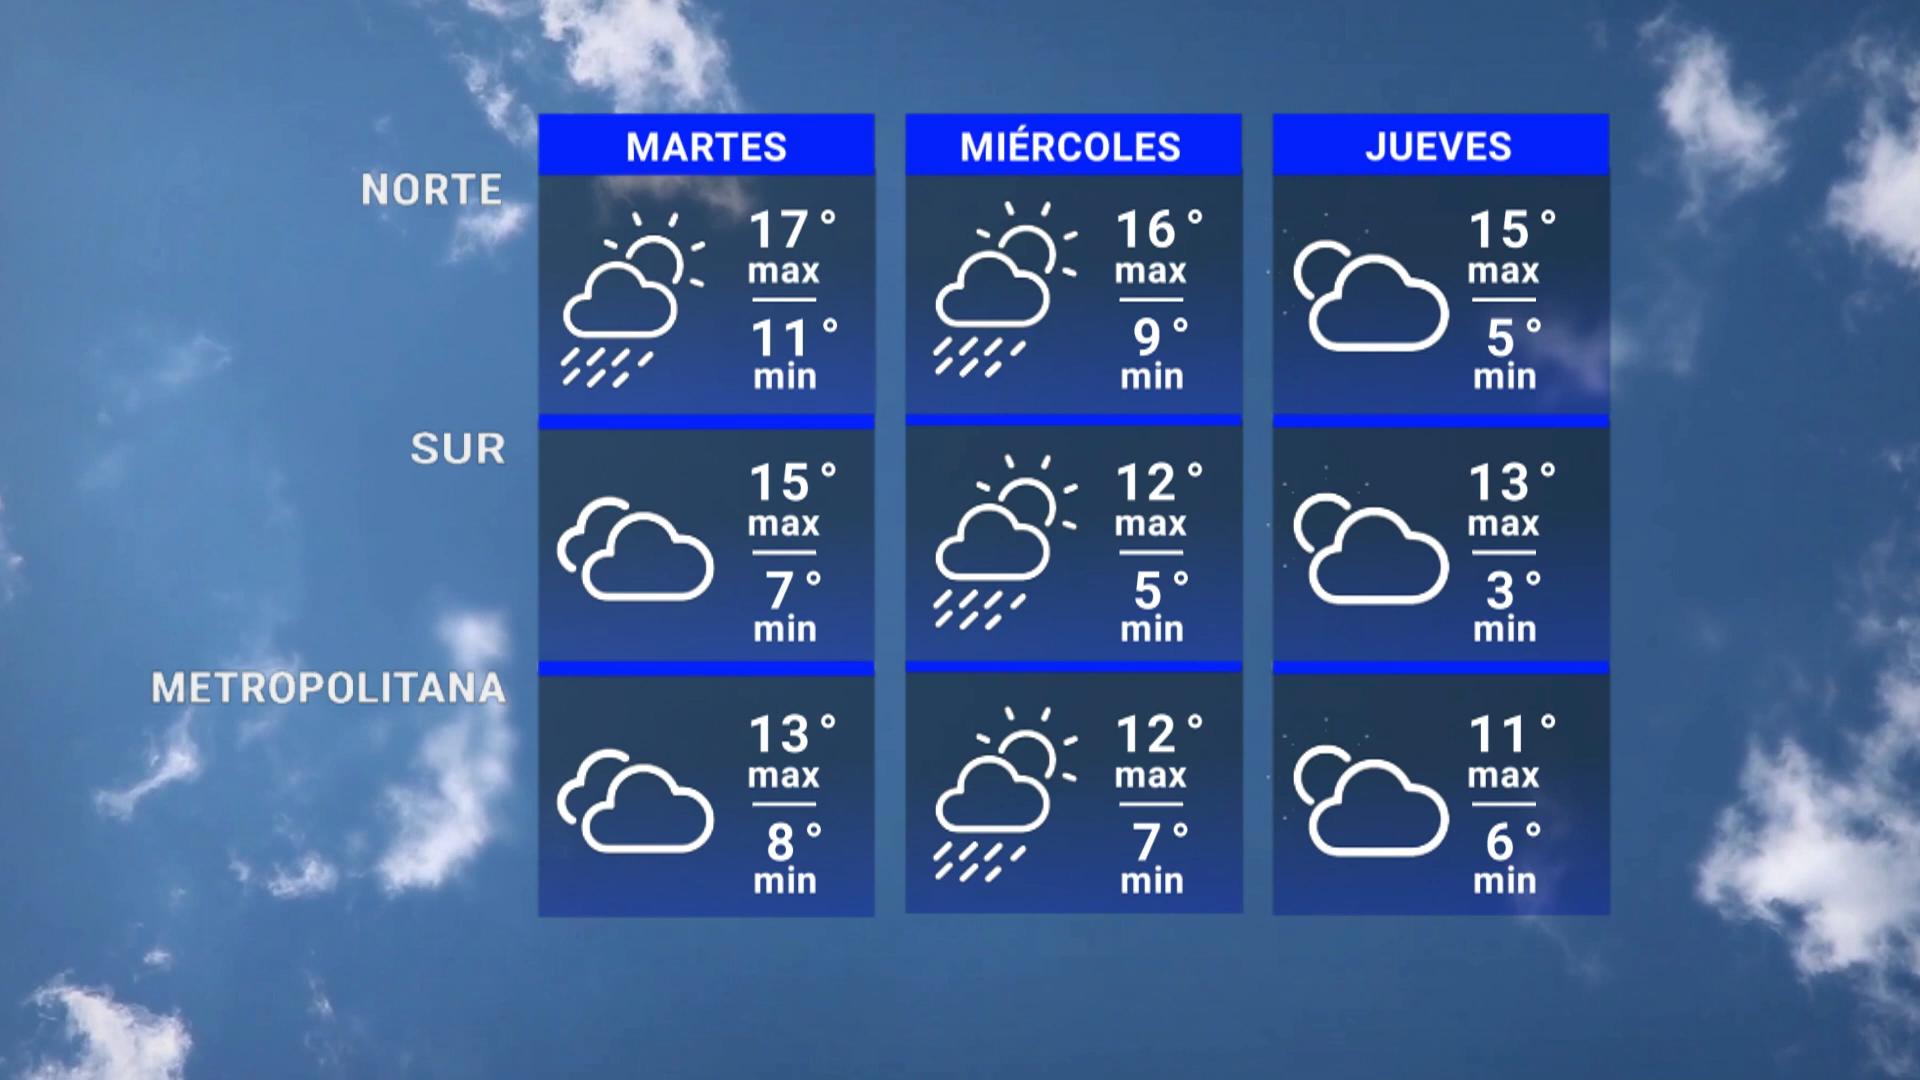 MARTES
MIÉRCOLES
JUEVES
NORTE
17°
max
11°
min
16°
max
9°
min
15°
max
5°
min
SUR
15°
max
7°
min
12°
max
5°
min
13°
max
3°
min
METROPOLITANA
13°
max
8°
min
12°
max
7°
min
11°
max
6°
min